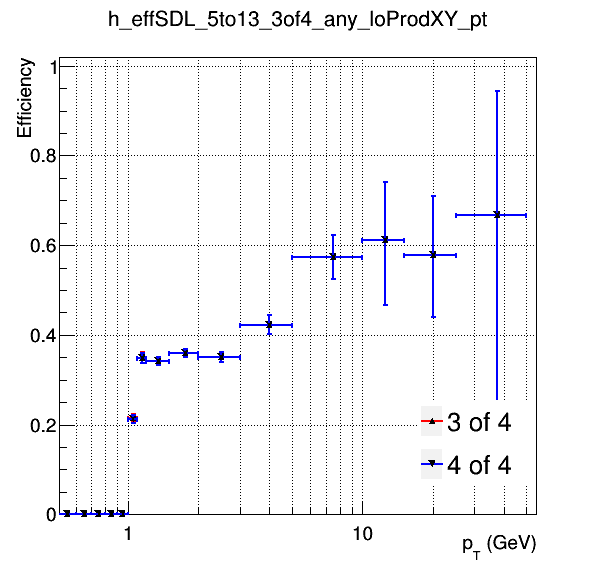 h_effSDL_5to13_3of4_any_loProdXY_pt
Efficiency
1
0.8
0.6
0.4
0.2
0
3 of 4
4 of 4
1
10
p_T (GeV)